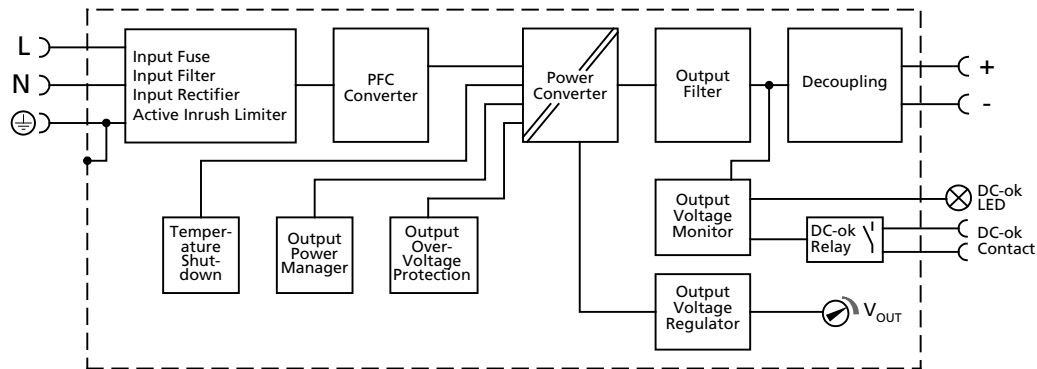 L
N
Input Fuse
Input Filter
Input Rectifier
Active Inrush Limiter
PFC
Converter
Power
Converter
Output
Filter
Decoupling
+
-
Temper-
ature
Shut-
down
Output
Power
Manager
Output
Over-
Voltage
Protection
Output
Voltage
Monitor
DC-ok
Relay
DC-ok
LED
DC-ok
Contact
Output
Voltage
Regulator
VOUT